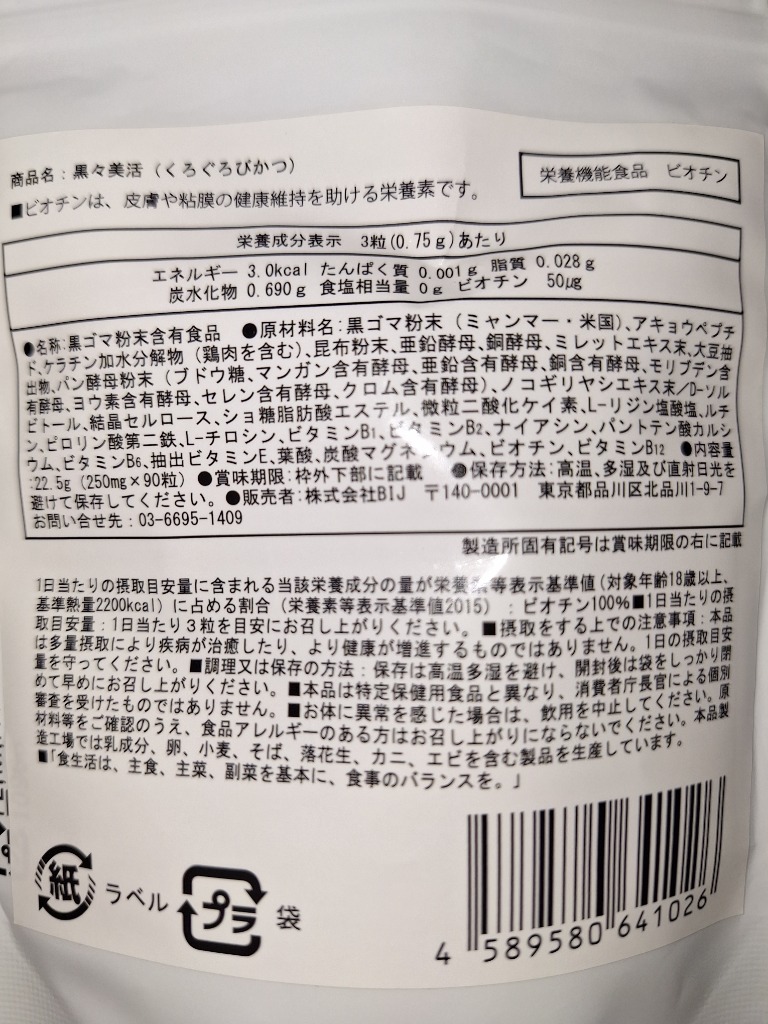 商品名：黒々美活（くろぐろびかつ）
栄養機能食品　ビオチン
■ビオチンは、皮膚や粘膜の健康維持を助ける栄養素です。
栄養成分表示　3粒(0.75g)あたり
エネルギー 3.0kcal たんぱく質 0.001g 脂質 0.028g
炭水化物 0.690g 食塩相当量 0g ビオチン　50μg
●名称:黒ゴマ粉末含有食品　●原材料名:黒ゴマ粉末（ミャンマー・米国）、アキョウペプチ
ド、ケラチン加水分解物（鶏肉を含む）、昆布粉末、亜鉛酵母、銅酵母、ミレットエキス末、大豆抽
出物、パン酵母粉末（ブドウ糖、マンガン含有酵母、亜鉛含有酵母、銅含有酵母、モリブデン含
有酵母、ヨウ素含有酵母、セレン含有酵母、クロム含有酵母）、ノコギリヤシエキス末/D-ソル
ビトール、結晶セルロース、ショ糖脂肪酸エステル、微粒二酸化ケイ素、L-リジン塩酸塩、ルチ
ン、ピロリン酸第二鉄、L-チロシン、ビタミンB1、ビタミンB2、ナイアシン、パントテン酸カルシ
ウム、ビタミンB6、抽出ビタミンE、葉酸、炭酸マグネシウム、ビオチン、ビタミンB12　●内容量
:22.5g（250mg×90粒）●賞味期限:枠外下部に記載　●保存方法:高温、多湿及び直射日光を
避けて保存してください。●販売者:株式会社BIJ　〒140-0001　東京都品川区北品川1-9-7
お問い合せ先：03-6695-1409
製造所固有記号は賞味期限の右に記載
1日当たりの摂取目安量に含まれる当該栄養成分の量が栄養素等表示基準値（対象年齢18歳以上、
基準熱量2200kcal）に占める割合（栄養素等表示基準値2015）：ビオチン100%■1日当たりの摂
取目安量：1日当たり3粒を目安にお召し上がりください。■摂取をする上での注意事項：本品
は多量摂取により疾病が治癒したり、より健康が増進するものではありません。1日の摂取目安
量を守ってください。■調理又は保存の方法：保存は高温多湿を避け、開封後は袋をしっかり閉
めて早めにお召し上がりください。■本品は特定保健用食品と異なり、消費者庁長官による個別
審査を受けたものではありません。■お体に異常を感じた場合は、飲用を中止してください。原
材料等をご確認のうえ、食品アレルギーのある方はお召し上がりにならないでください。本品製
造工場では乳成分、卵、小麦、そば、落花生、カニ、エビを含む製品を生産しています。
■「食生活は、主食、主菜、副菜を基本に、食事のバランスを。」
紙 ラベル プラ 袋
4 589580 641026